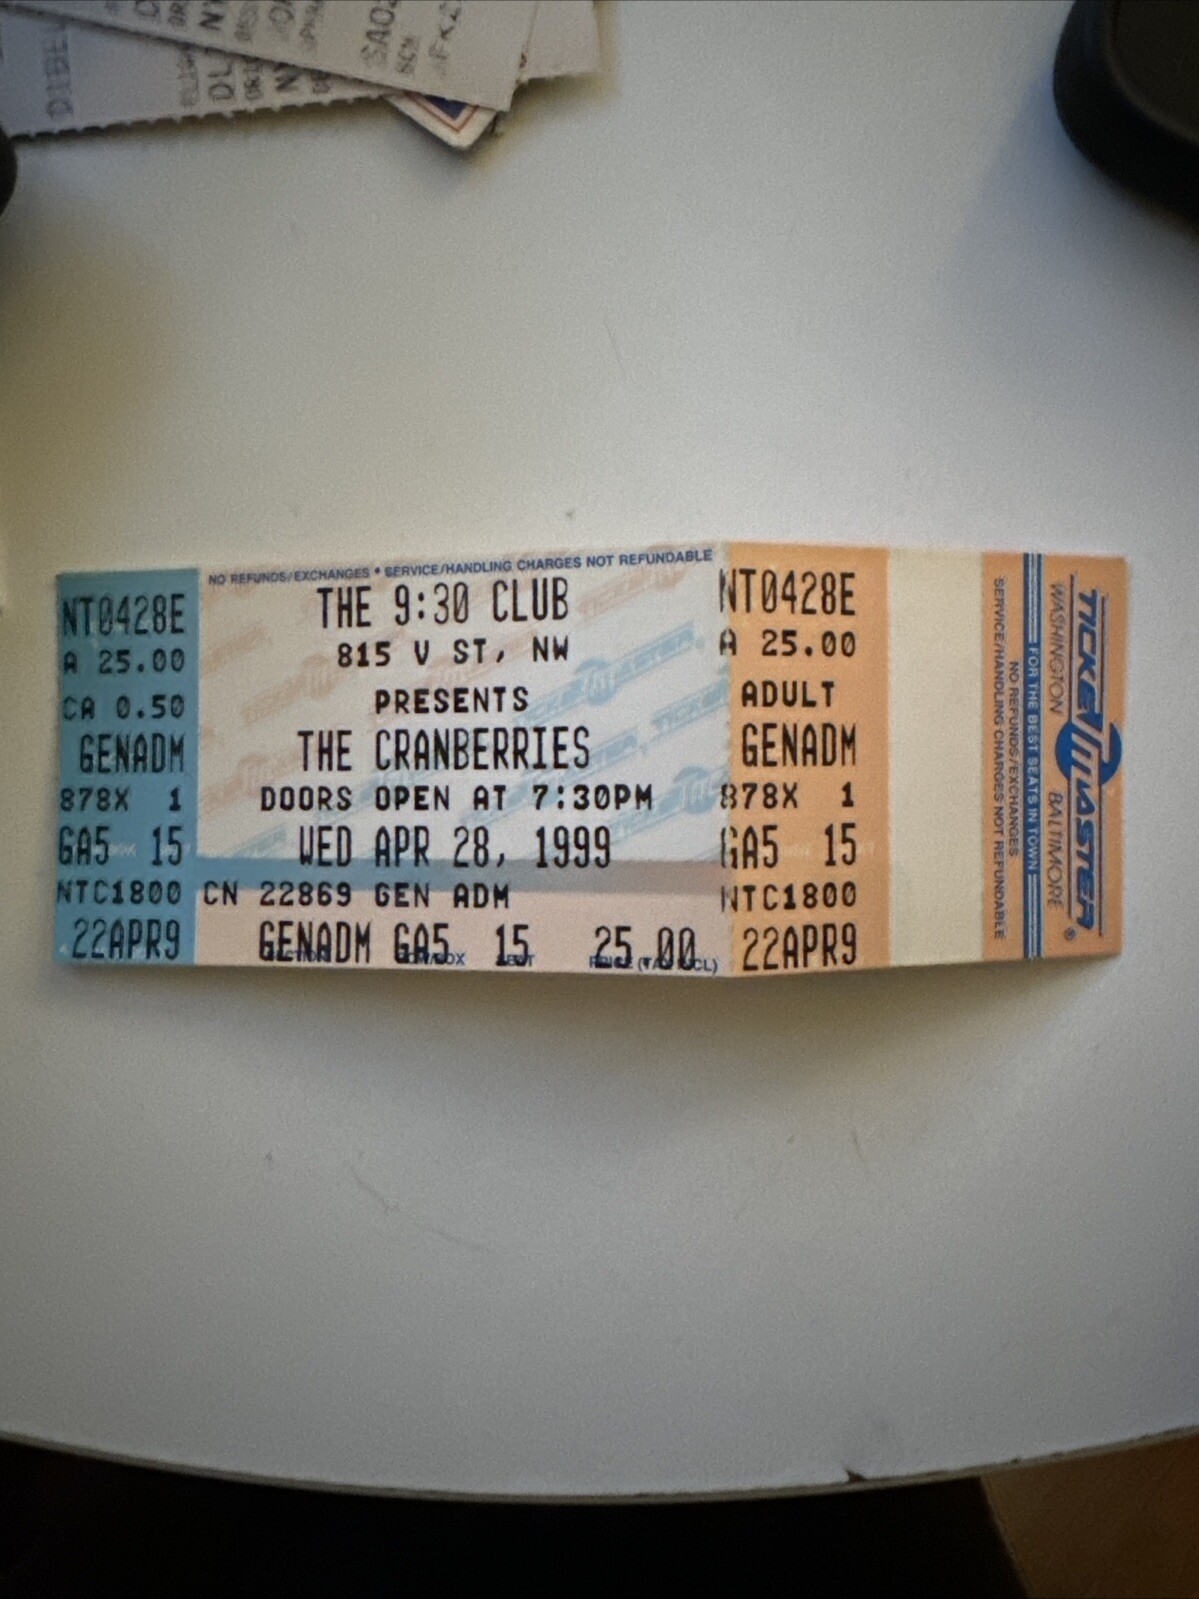 DIBEL
SA02
NT0428E
A 25.00
CA 0.50
GENADM
878X 1
GA5 15
NTC1800
22APR9
NO REFUNDS/EXCHANGES • SERVICE/HANDLING CHARGES NOT REFUNDABLE
THE 9:30 CLUB
815 V ST, NW
PRESENTS
THE CRANBERRIES
DOORS OPEN AT 7:30PM
WED APR 28, 1999
CN 22869 GEN ADM
GENADM GA5 15 25.00
NT0428E
A 25.00
ADULT
GENADM
878X 1
GA5 15
NTC1800
22APR9
TICKETMASTER®
WASHINGTON BALTIMORE
FOR THE BEST SEATS IN TOWN
NO REFUNDS/EXCHANGES
SERVICE/HANDLING CHARGES NOT REFUNDABLE